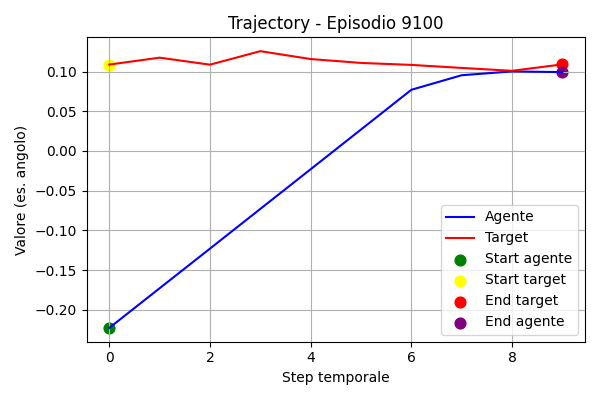 Trajectory - Episodio 9100
Valore (es. angolo)
0.10
0.05
0.00
−0.05
−0.10
−0.15
−0.20
Agente
Target
Start agente
Start target
End target
End agente
0 2 4 6 8
Step temporale